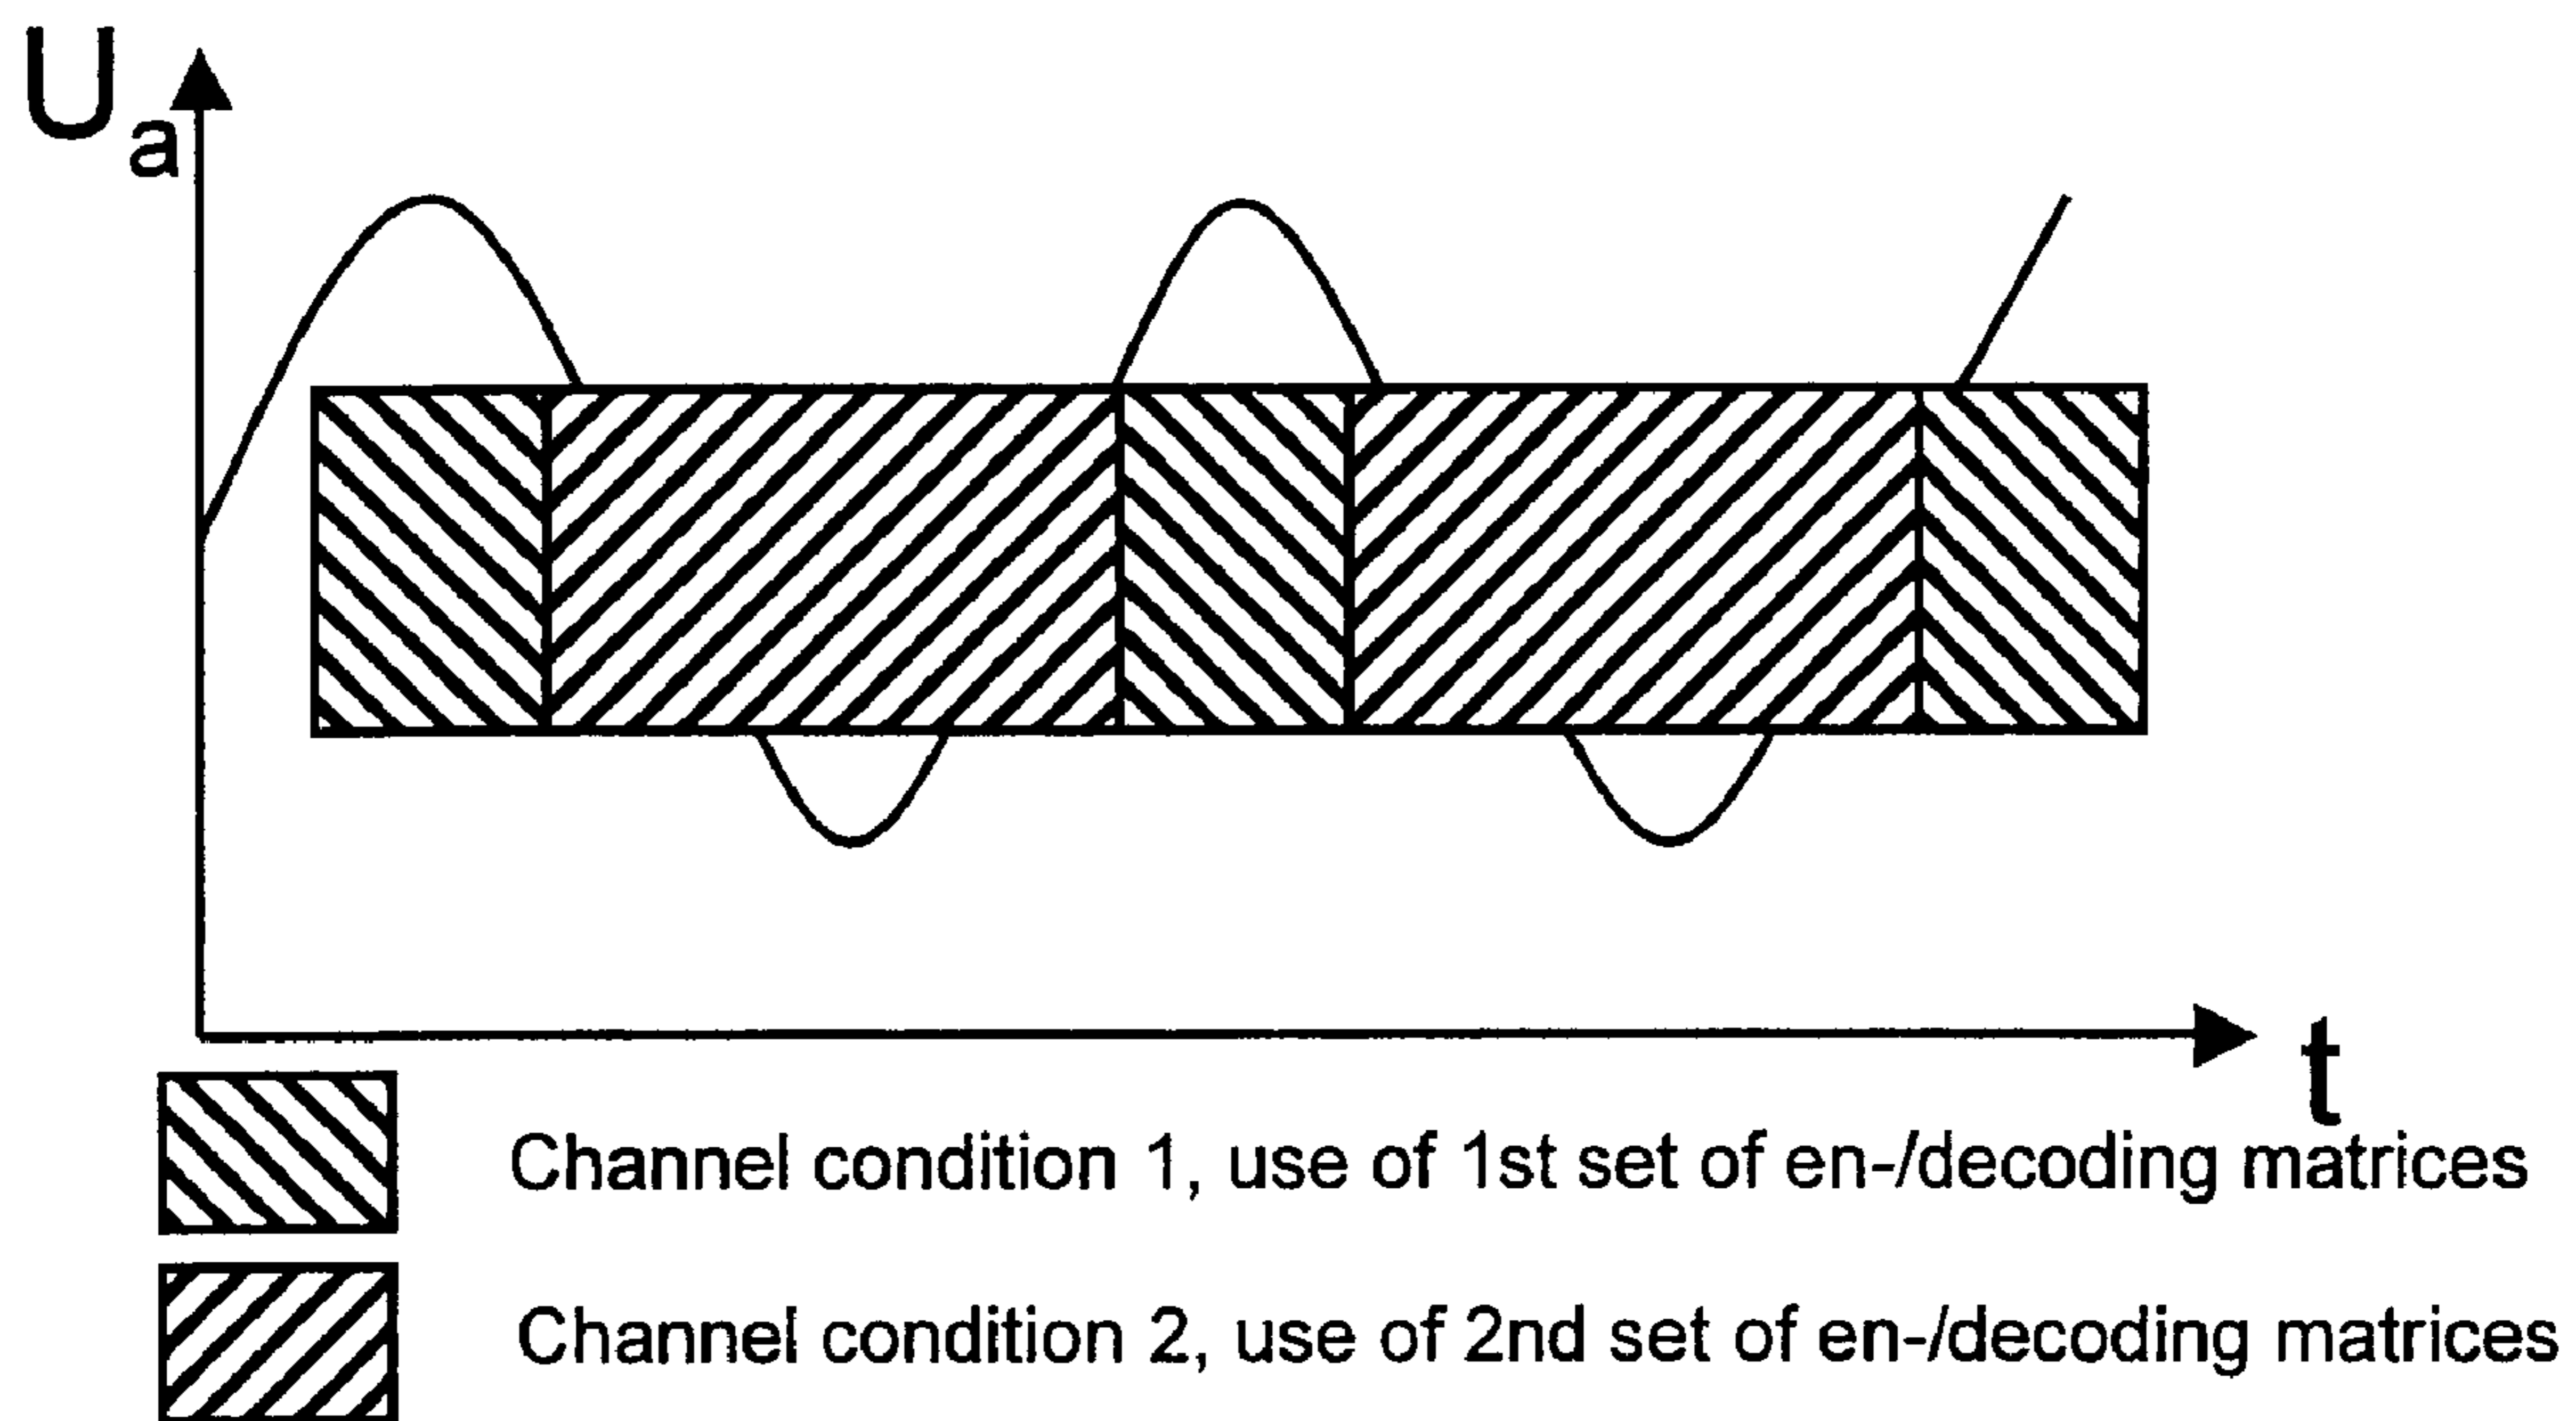 Ua
t
Channel condition 1, use of 1st set of en-/decoding matrices
Channel condition 2, use of 2nd set of en-/decoding matrices